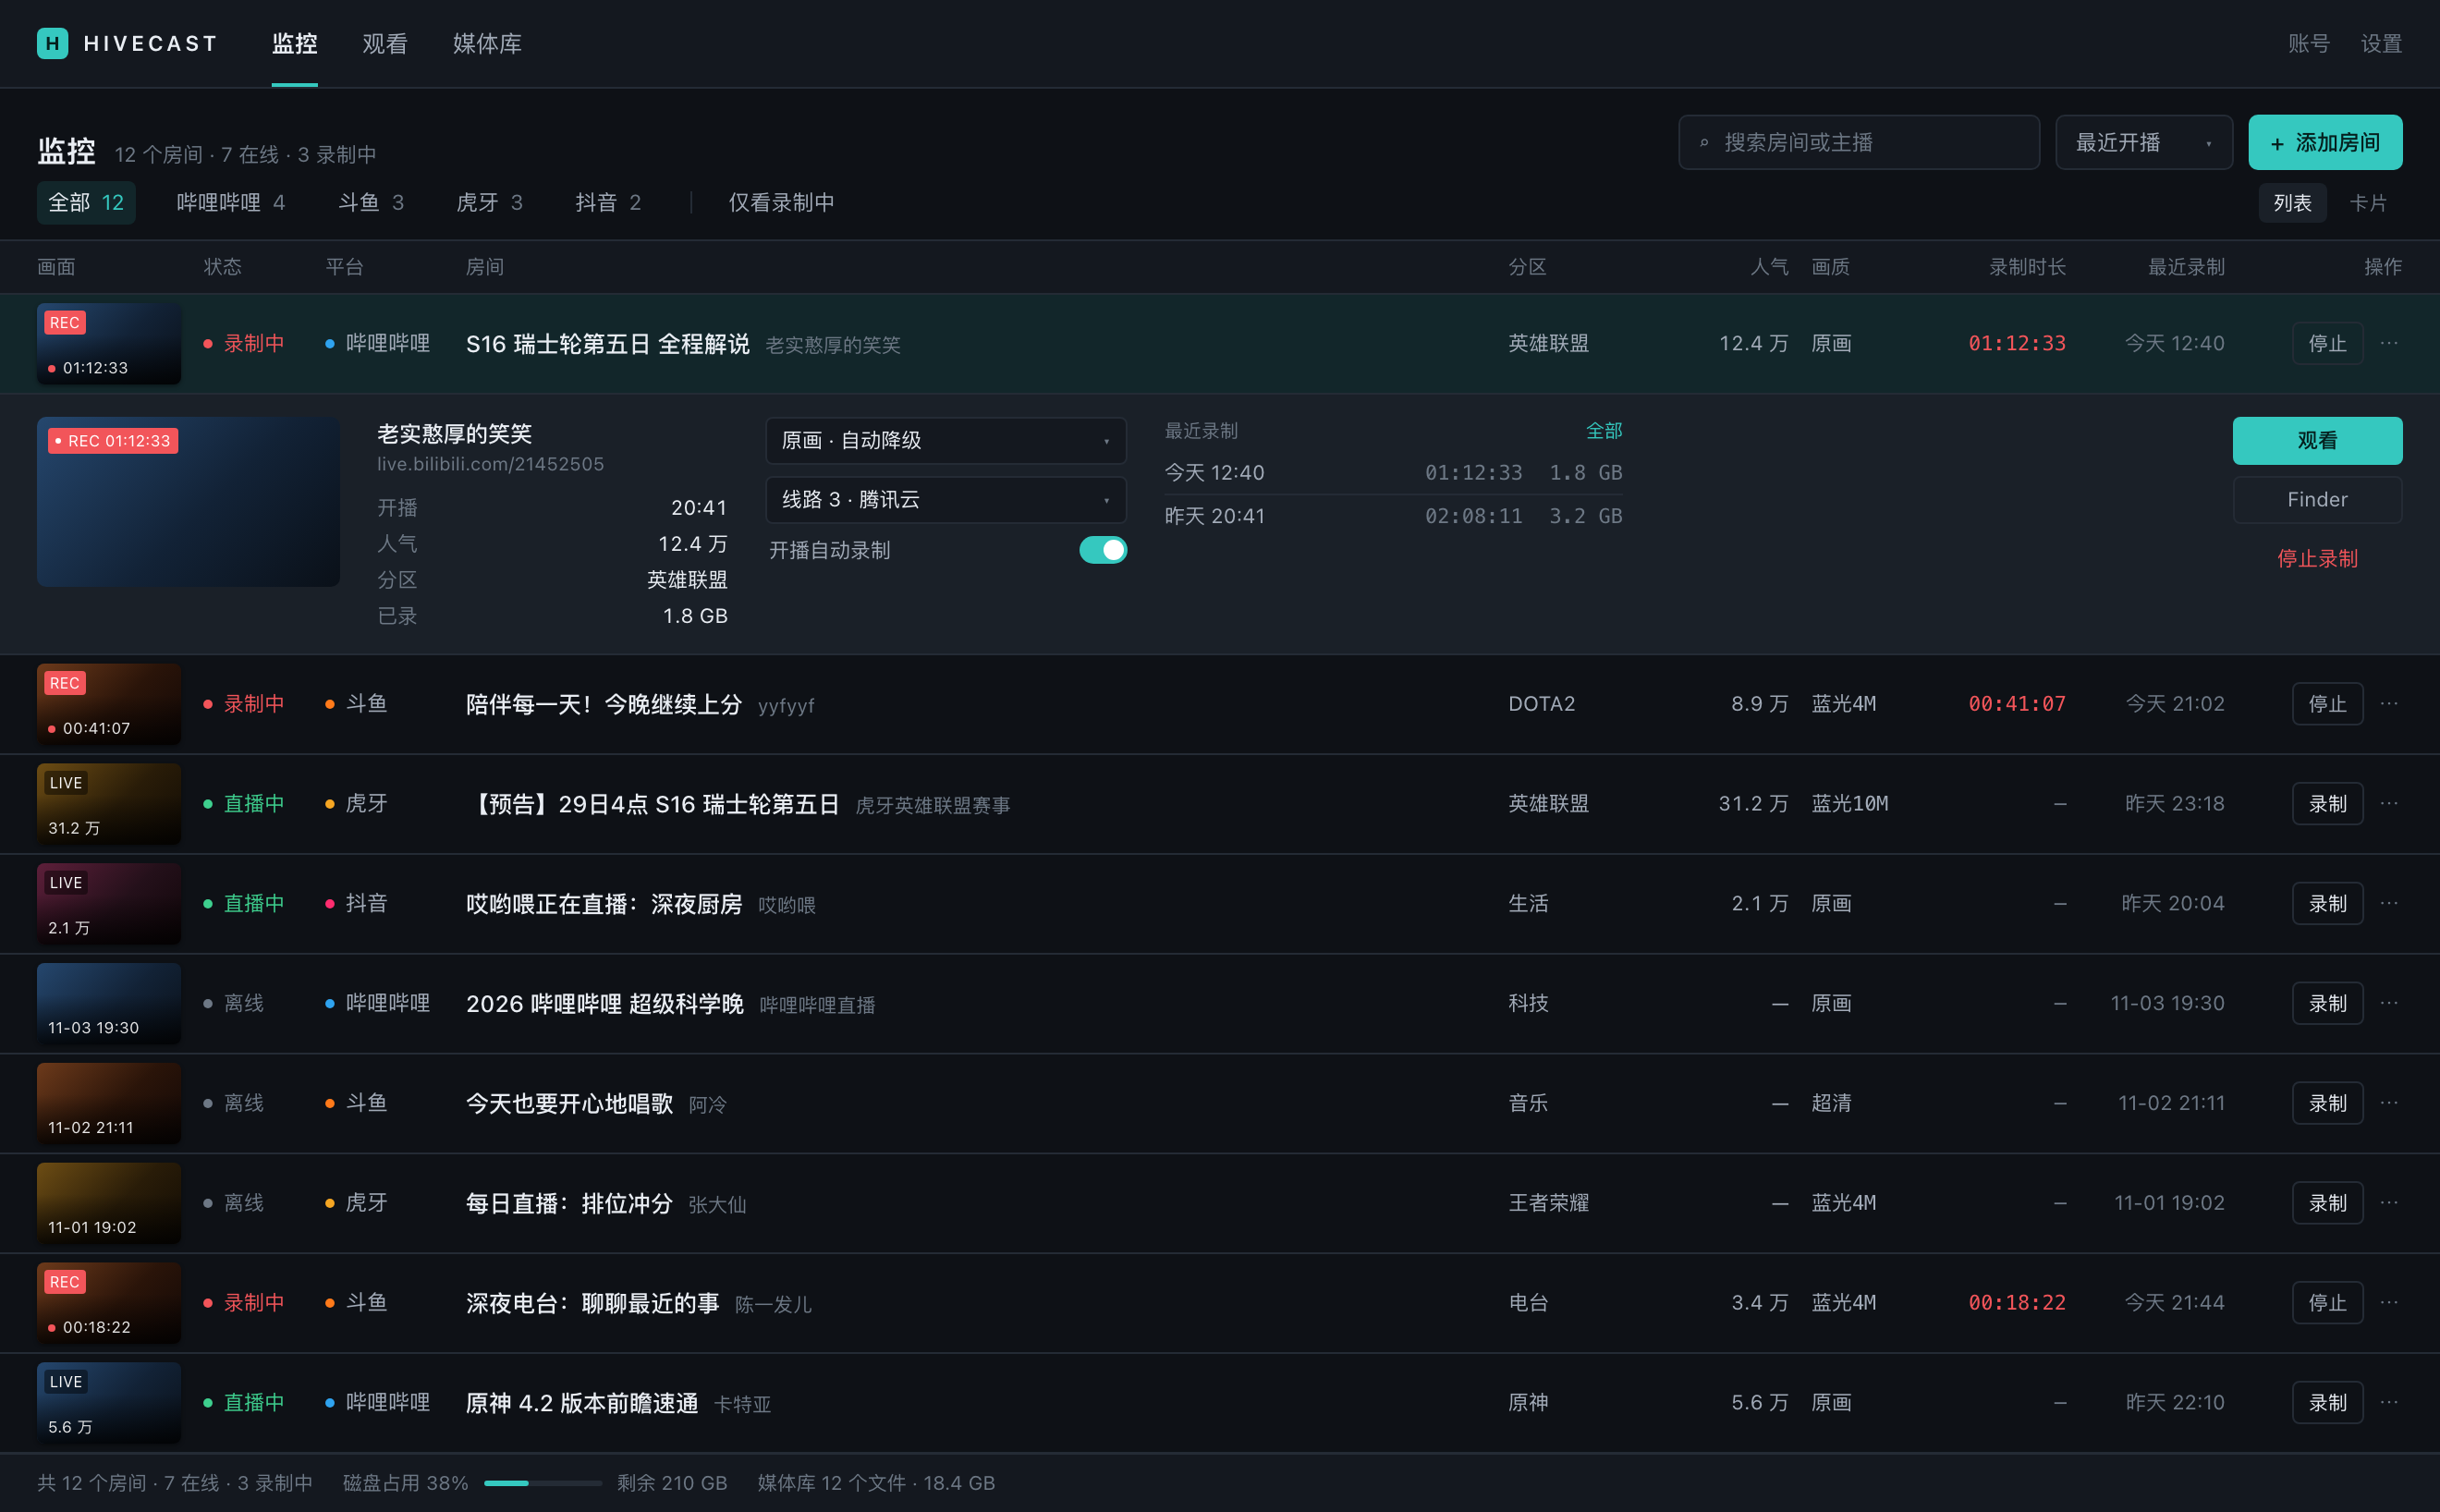 H HIVECAST 监控 观看 媒体库 账号 设置
监控 12 个房间 · 7 在线 · 3 录制中 搜索房间或主播 最近开播 + 添加房间
全部 12 哔哩哔哩 4 斗鱼 3 虎牙 3 抖音 2 仅看录制中 列表 卡片
画面 状态 平台 房间 分区 人气 画质 录制时长 最近录制 操作
REC
01:12:33 录制中 哔哩哔哩 S16 瑞士轮第五日 全程解说 老实憨厚的笑笑 英雄联盟 12.4 万 原画 01:12:33 今天 12:40 停止 ···
REC 01:12:33
老实憨厚的笑笑
live.bilibili.com/21452505
开播 20:41
人气 12.4 万
分区 英雄联盟
已录 1.8 GB
原画 · 自动降级
线路 3 · 腾讯云
开播自动录制
最近录制 全部
今天 12:40 01:12:33 1.8 GB
昨天 20:41 02:08:11 3.2 GB
观看
Finder
停止录制
REC
00:41:07 录制中 斗鱼 陪伴每一天！今晚继续上分 yyfyyf DOTA2 8.9 万 蓝光4M 00:41:07 今天 21:02 停止 ···
LIVE
31.2 万 直播中 虎牙 【预告】29日4点 S16 瑞士轮第五日 虎牙英雄联盟赛事 英雄联盟 31.2 万 蓝光10M — 昨天 23:18 录制 ···
LIVE
2.1 万 直播中 抖音 哎哟喂正在直播：深夜厨房 哎哟喂 生活 2.1 万 原画 — 昨天 20:04 录制 ···
11-03 19:30 离线 哔哩哔哩 2026 哔哩哔哩 超级科学晚 哔哩哔哩直播 科技 — 原画 — 11-03 19:30 录制 ···
11-02 21:11 离线 斗鱼 今天也要开心地唱歌 阿冷 音乐 — 超清 — 11-02 21:11 录制 ···
11-01 19:02 离线 虎牙 每日直播：排位冲分 张大仙 王者荣耀 — 蓝光4M — 11-01 19:02 录制 ···
REC
00:18:22 录制中 斗鱼 深夜电台：聊聊最近的事 陈一发儿 电台 3.4 万 蓝光4M 00:18:22 今天 21:44 停止 ···
LIVE
5.6 万 直播中 哔哩哔哩 原神 4.2 版本前瞻速通 卡特亚 原神 5.6 万 原画 — 昨天 22:10 录制 ···
共 12 个房间 · 7 在线 · 3 录制中 磁盘占用 38% 剩余 210 GB 媒体库 12 个文件 · 18.4 GB